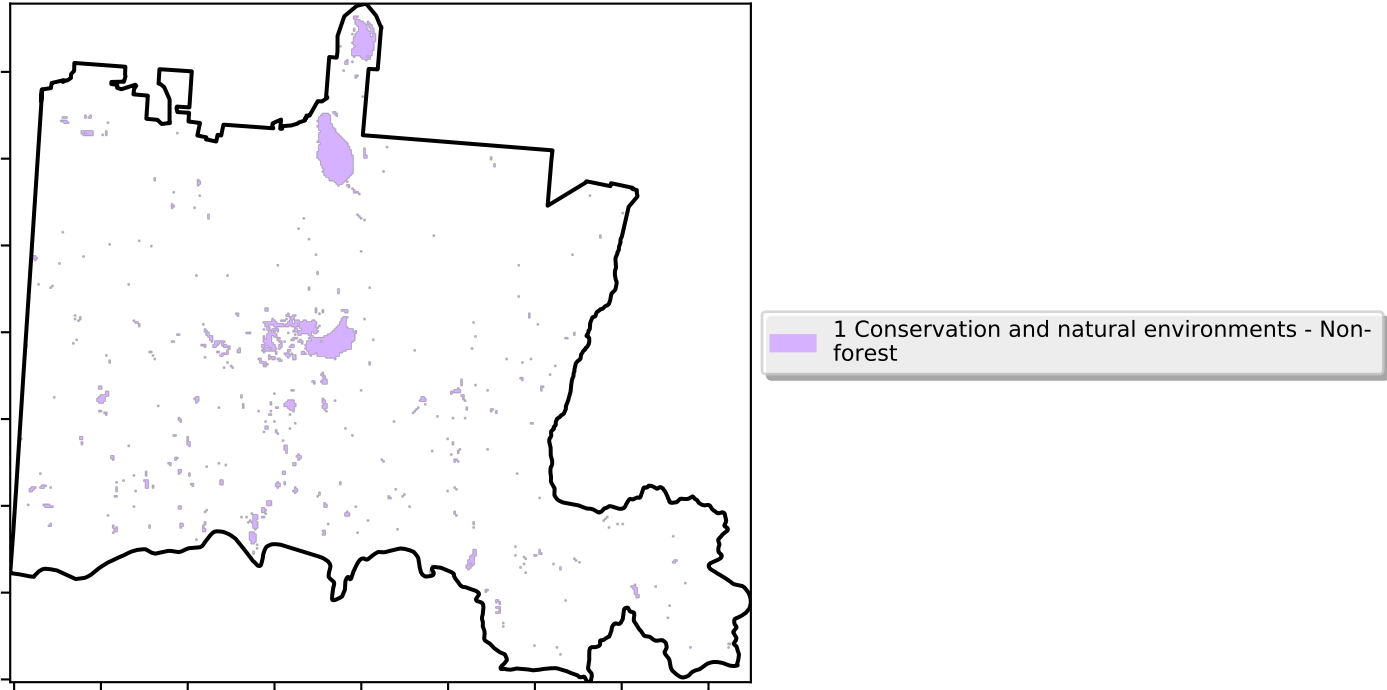 1 Conservation and natural environments - Non-
forest